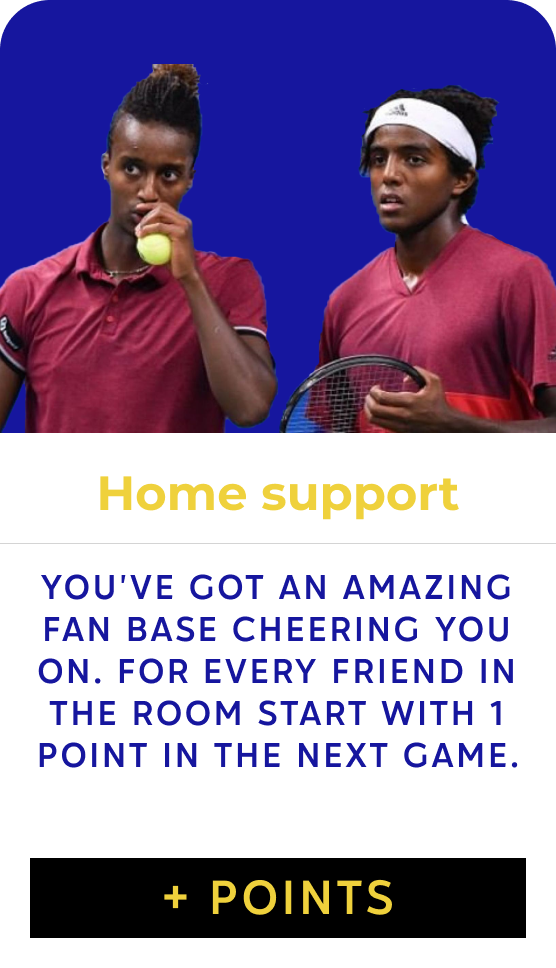 Home support
YOU'VE GOT AN AMAZING
FAN BASE CHEERING YOU
ON. FOR EVERY FRIEND IN
THE ROOM START WITH 1
POINT IN THE NEXT GAME.
+ POINTS